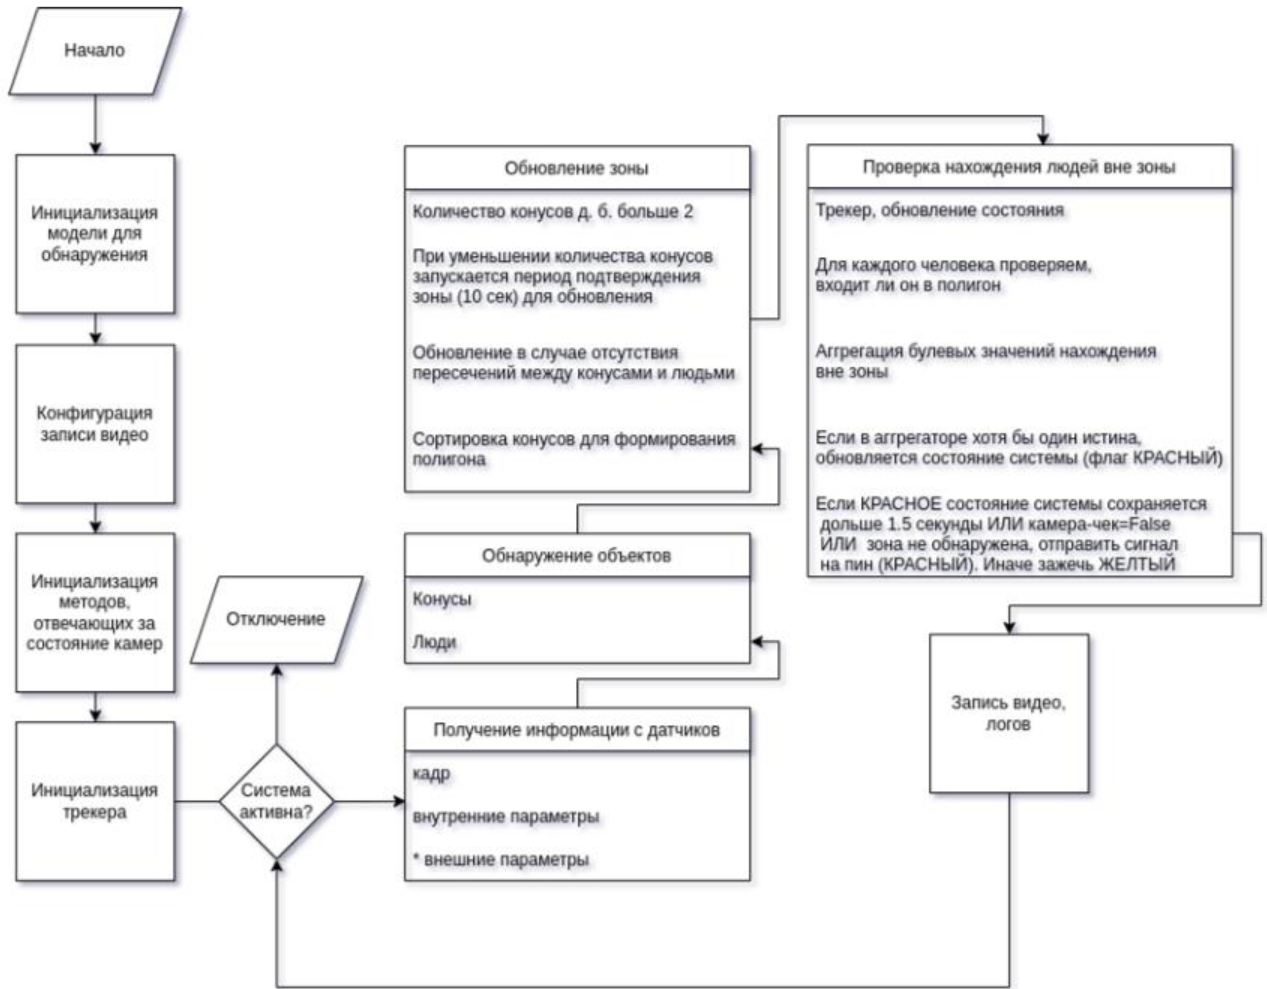 Начало
Инициализация
модели для
обнаружения
Конфигурация
записи видео
Инициализация
методов,
отвечающих за
состояние камер
Инициализация
трекера
Система
активна?
Отключение
Получение информации с датчиков
кадр
внутренние параметры
* внешние параметры
Обнаружение объектов
Конусы
Люди
Обновление зоны
Количество конусов д. б. больше 2
При уменьшении количества конусов
запускается период подтверждения
зоны (10 сек) для обновления
Обновление в случае отсутствия
пересечений между конусами и людьми
Сортировка конусов для формирования
полигона
Проверка нахождения людей вне зоны
Трекер, обновление состояния
Для каждого человека проверяем,
входит ли он в полигон
Аггрегация булевых значений нахождения
вне зоны
Если в аггрегаторе хотя бы один истина,
обновляется состояние системы (флаг КРАСНЫЙ)
Если КРАСНОЕ состояние системы сохраняется
дольше 1.5 секунды ИЛИ камера-чек=False
ИЛИ зона не обнаружена, отправить сигнал
на пин (КРАСНЫЙ). Иначе зажечь ЖЕЛТЫЙ
Запись видео,
логов